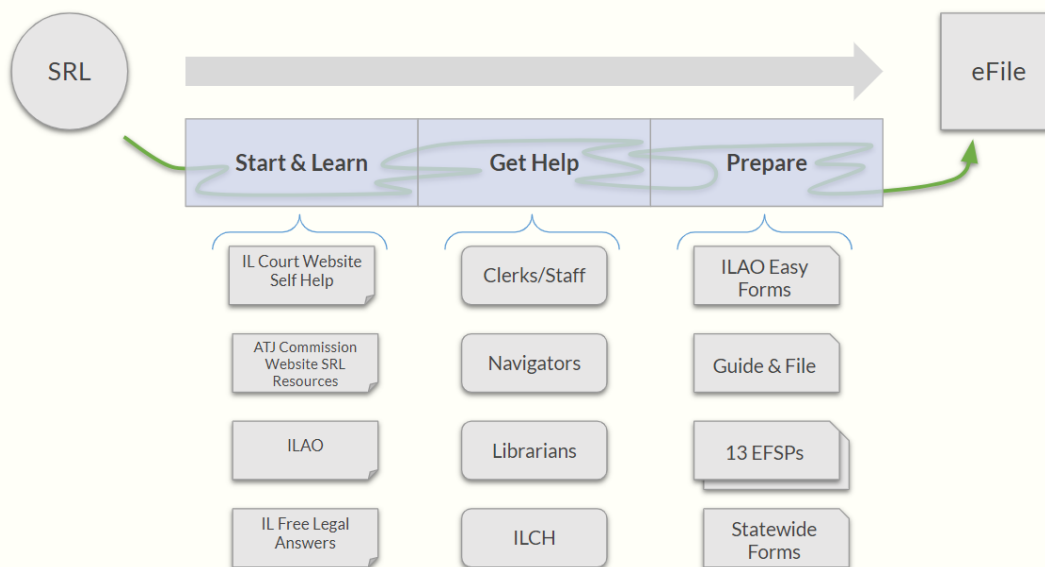 SRL
eFile
Start & Learn
Get Help
Prepare
IL Court Website
Self Help
Clerks/Staff
ILAO Easy
Forms
ATJ Commission
Website SRL
Resources
Navigators
Guide & File
ILAO
Librarians
13 EFSPs
IL Free Legal
Answers
ILCH
Statewide
Forms